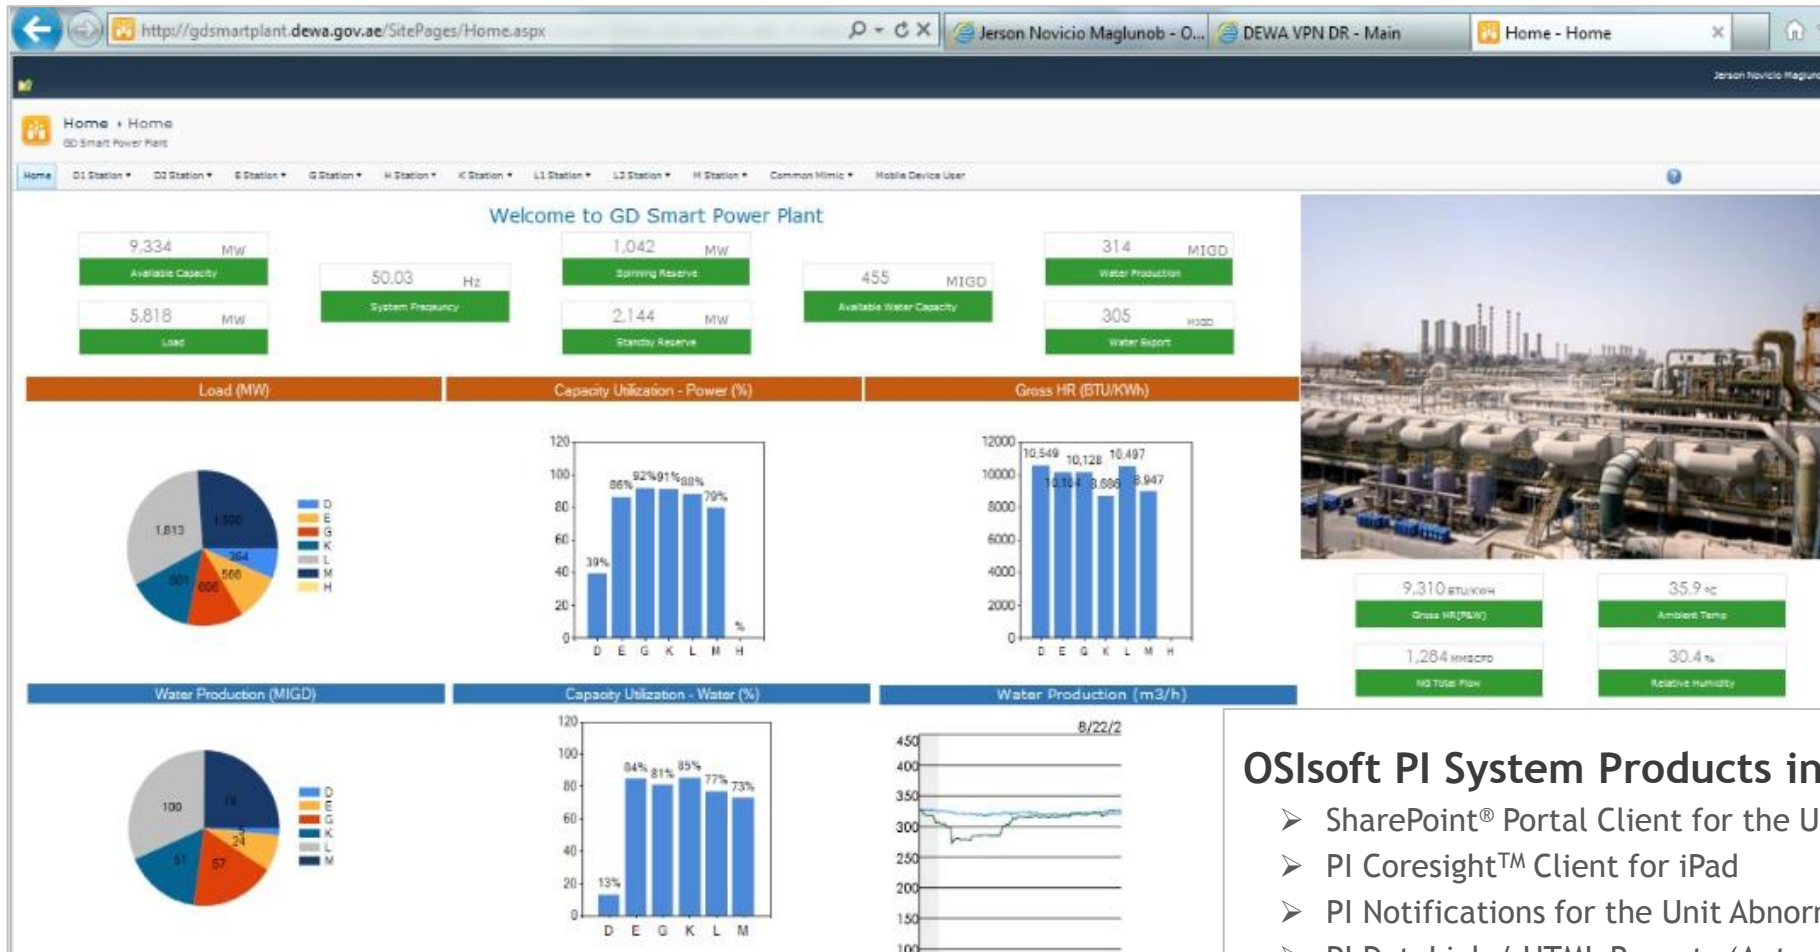 http://gdsmartplant.dewa.gov.ae/SitePages/Home.aspx
Jerson Novicio Maglunob - O...
DEWA VPN DR - Main
Home - Home
Jerson Novicio Maglun
Home › Home
GD Smart Power Plant
Home D1 Station D2 Station E Station G Station H Station K Station L1 Station L2 Station M Station Common Mimic Mobile Device User
Welcome to GD Smart Power Plant
9,334 MW
Available Capacity
5,818 MW
Load
50.03 Hz
System Frequency
1,042 MW
Spinning Reserve
2,144 MW
Standby Reserve
455 MIGD
Available Water Capacity
314 MIGD
Water Production
305 MIGD
Water Export
Load (MW)
1,813
364
566
D
E
G
K
L
M
H
Capacity Utilization - Power (%)
120
100
80
60
40
20
0
39% 86% 92% 91% 88% 79% %
D E G K L M H
Gross HR (BTU/KWh)
12000
10000
8000
6000
4000
2000
0
10,549 10,104 10,128 8,686 10,497 8,947
D E G K L M H
9,310 BTU/KWH
Gross HR(P&W)
35.9 °C
Ambient Temp
1,284 MMSCFD
NG Total Flow
30.4 %
Relative Humidity
Water Production (MIGD)
100
24
51
57
D
E
G
K
L
M
Capacity Utilization - Water (%)
120
100
80
60
40
20
0
13% 84% 81% 85% 77% 73%
D E G K L M
Water Production (m3/h)
8/22/2
450
400
350
300
250
200
150
100
OSIsoft PI System Products in
➢ SharePoint® Portal Client for the U
➢ PI Coresight™ Client for iPad
➢ PI Notifications for the Unit Abnor